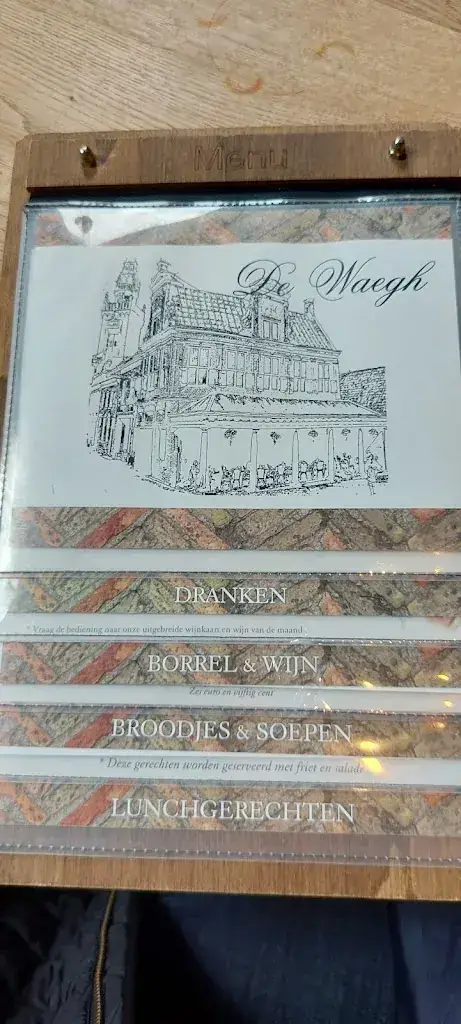 Menu
De Waegh
DRANKEN
* Vraag de bediening naar onze uitgebreide wijnkaart en wijn van de maand
BORREL & WIJN
Zes euro en vijftig cent
BROODJES & SOEPEN
* Deze gerechten worden geserveerd met friet en salade
LUNCHGERECHTEN